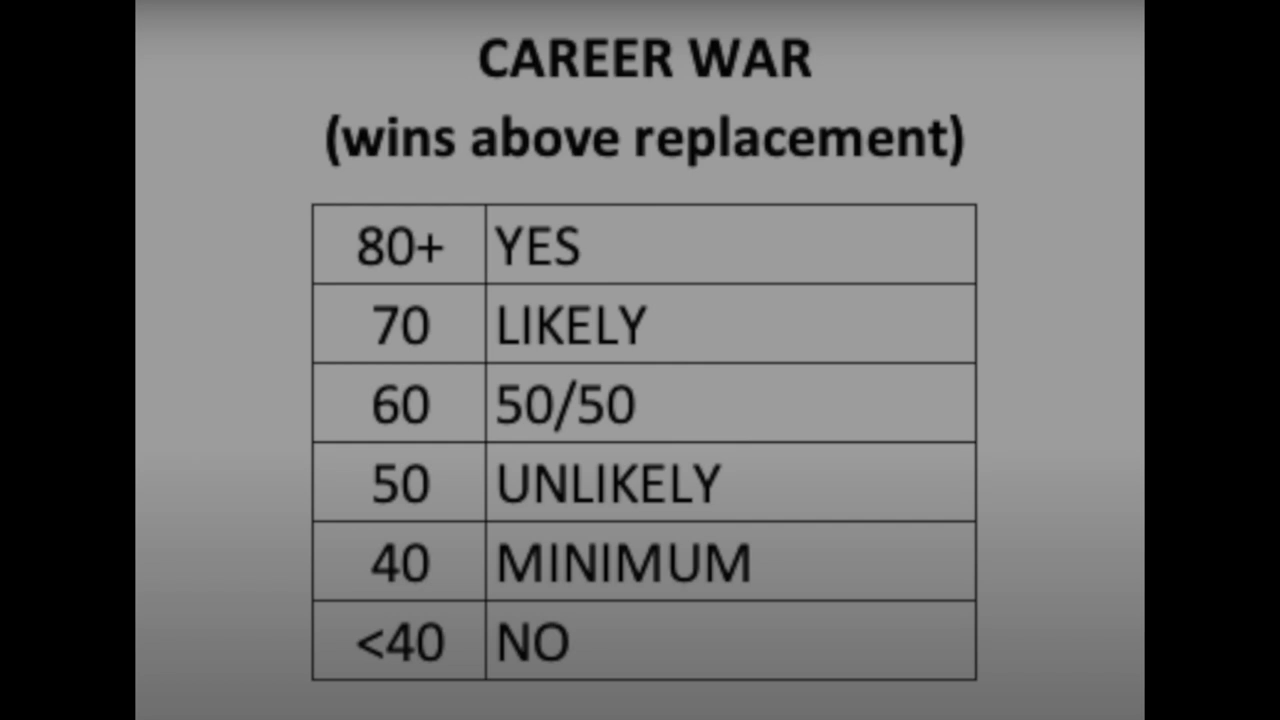 CAREER WAR
(wins above replacement)
80+ YES
70 LIKELY
60 50/50
50 UNLIKELY
40 MINIMUM
<40 NO